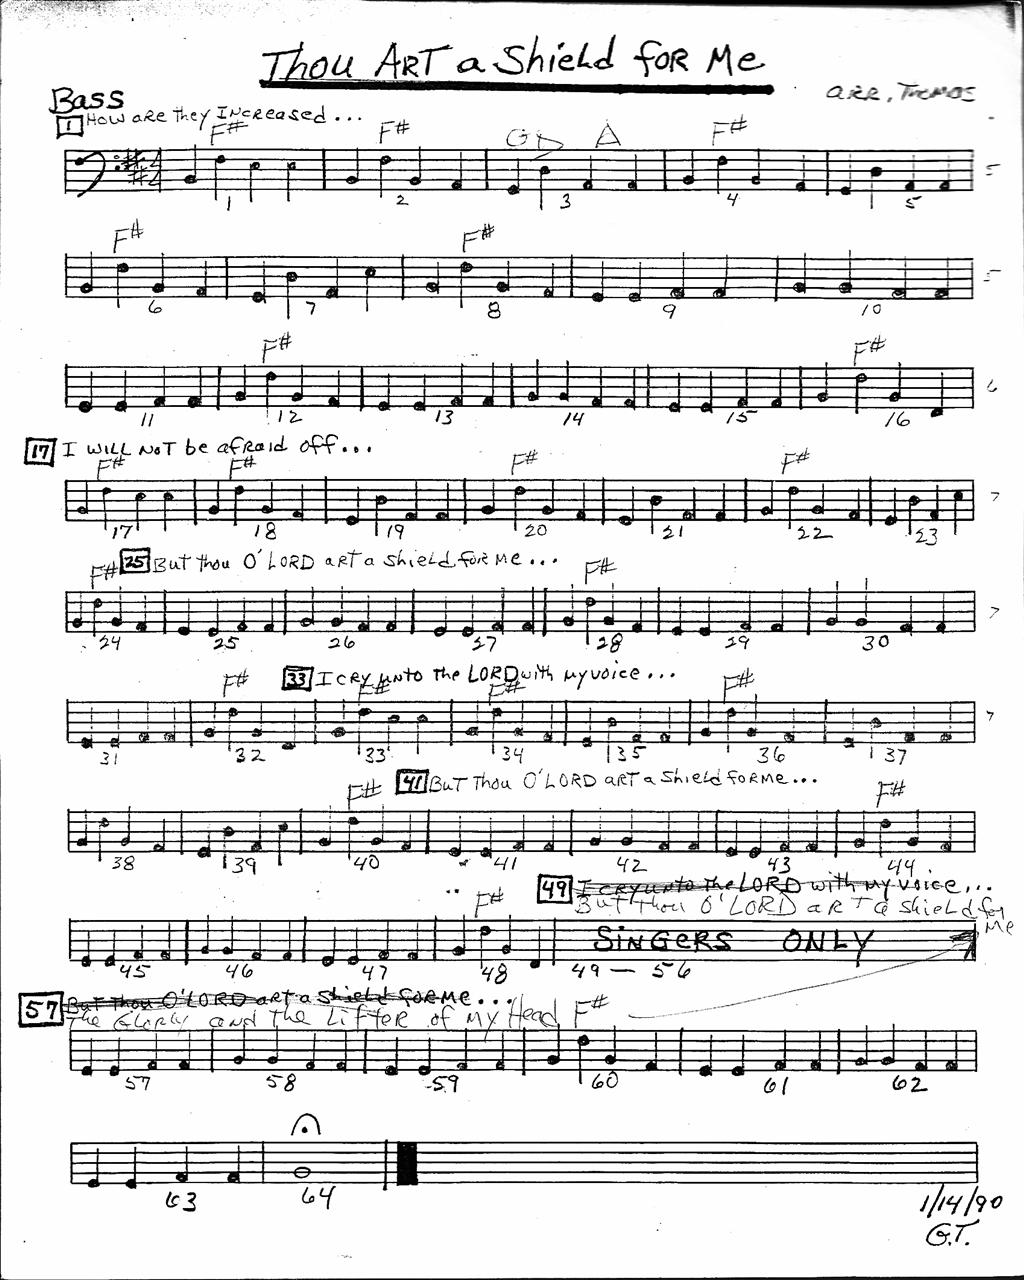 Thou ART a Shield for Me
Bass
ARR. Thomas
1 How are they Increased ...
F# F# G D A F#
4
4
1 2 3 4 5 5
F# F#
6 7 8 9 10 5
F# F#
11 12 13 14 15 16 6
17 I WILL NOT be afraid off...
F# F# F# F#
17 18 19 20 21 22 23 7
25 But thou O'LORD ART a shield for me...
F# F#
24 25 26 27 28 29 30 7
33 I CRY unto the LORD with my voice...
F# F# F# F#
31 32 33 34 35 36 37 7
41 BuT Thou O'LORD ART a Shield for me...
F# F#
38 39 40 41 42 43 44
49 I cry unto the LORD with my voice...
BuT Thou O'LORD aRT a shield for
me
F#
SINGERS ONLY
45 46 47 48 49 — 56
57 BuT thou O'LORD art a shield for me...
The Glory and the LifTER of My Head F#
57 58 59 60 61 62
63 64
1/14/90
G.T.